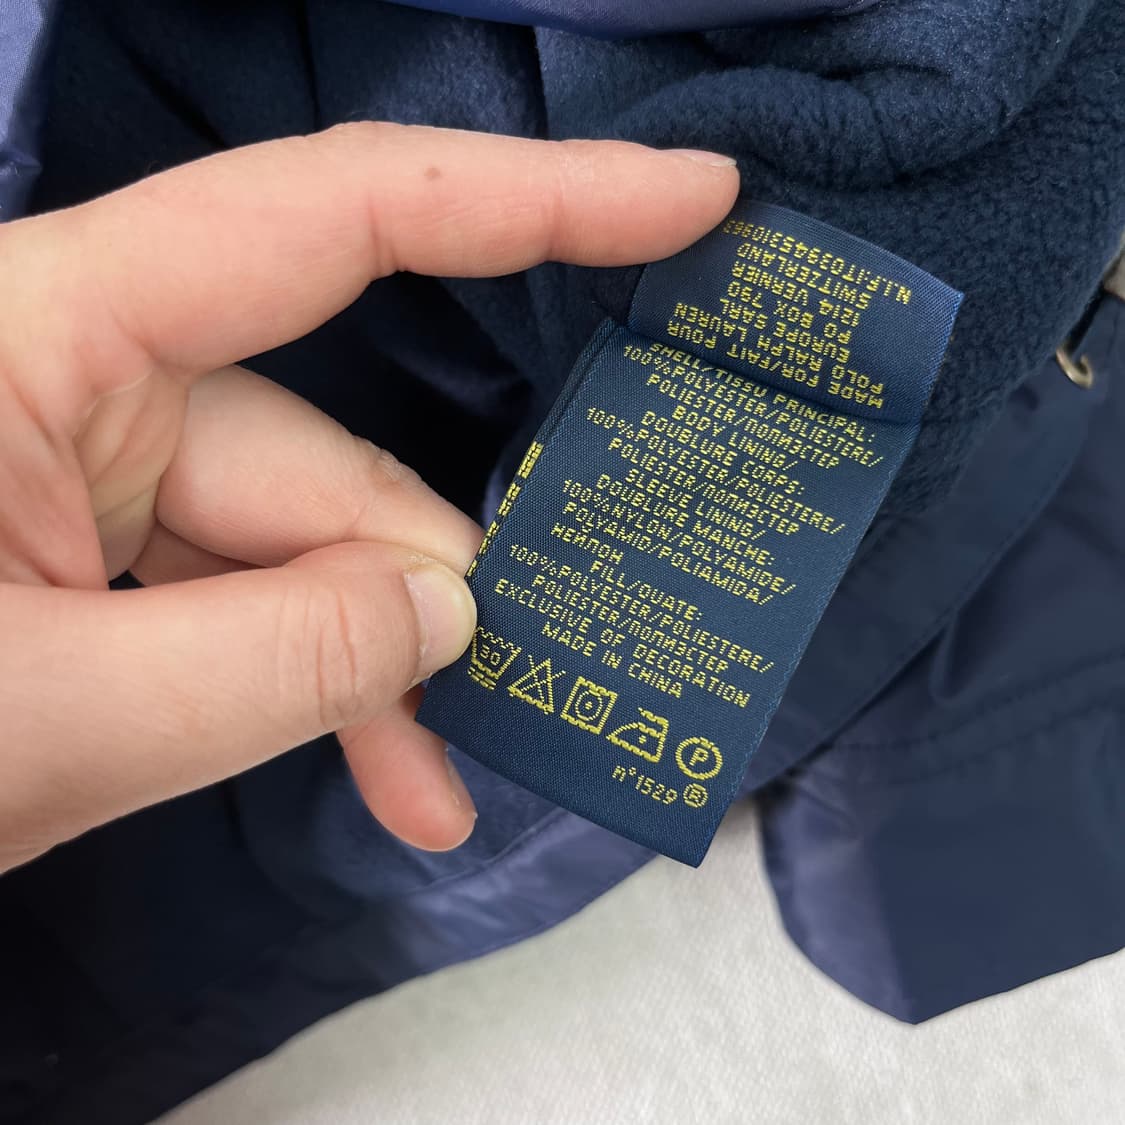 MADE FOR/FAIT POUR
POLO RALPH LAUREN
EUROPE SARL
PO BOX 790
1214 VERNIER
SWITZERLAND
N.I.F.IT03945310963
SHELL/TISSU PRINCIPAL:
100%POLYESTER/POLIESTERE/
POLIESTER/ПОЛИЭСТЕР
BODY LINING/
DOUBLURE CORPS:
100%POLYESTER/POLIESTERE/
POLIESTER/ПОЛИЭСТЕР
SLEEVE LINING/
DOUBLURE MANCHE:
100%NYLON/POLYAMIDE/
POLYAMID/POLIAMIDA/
НЕЙЛОН
FILL/OUATE:
100%POLYESTER/POLIESTERE/
POLIESTER/ПОЛИЭСТЕР
EXCLUSIVE OF DECORATION
MADE IN CHINA
30
P
n°1529 ®